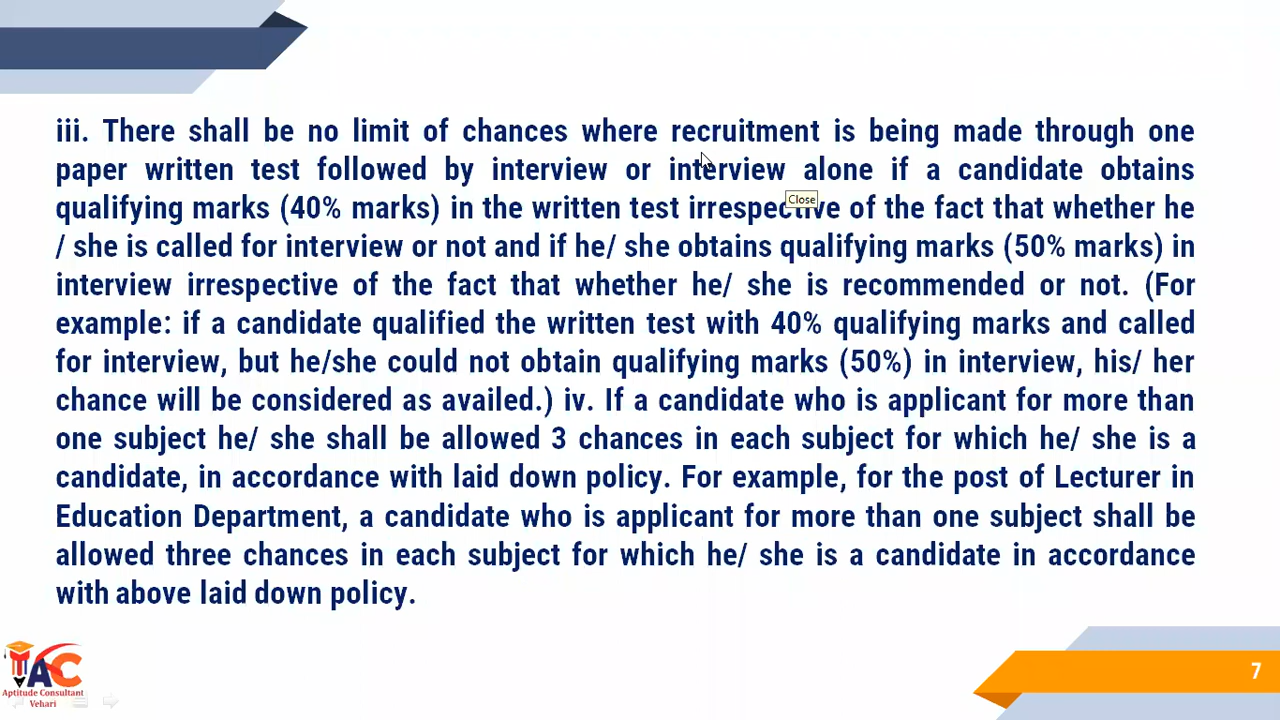 iii. There shall be no limit of chances where recruitment is being made through one
paper written test followed by interview or interview alone if a candidate obtains
Close
qualifying marks (40% marks) in the written test irrespective of the fact that whether he
/ she is called for interview or not and if he/ she obtains qualifying marks (50% marks) in
interview irrespective of the fact that whether he/ she is recommended or not. (For
example: if a candidate qualified the written test with 40% qualifying marks and called
for interview, but he/she could not obtain qualifying marks (50%) in interview, his/ her
chance will be considered as availed.) iv. If a candidate who is applicant for more than
one subject he/ she shall be allowed 3 chances in each subject for which he/ she is a
candidate, in accordance with laid down policy. For example, for the post of Lecturer in
Education Department, a candidate who is applicant for more than one subject shall be
allowed three chances in each subject for which he/ she is a candidate in accordance
with above laid down policy.
AC
Aptitude Consultant
Vehari
7